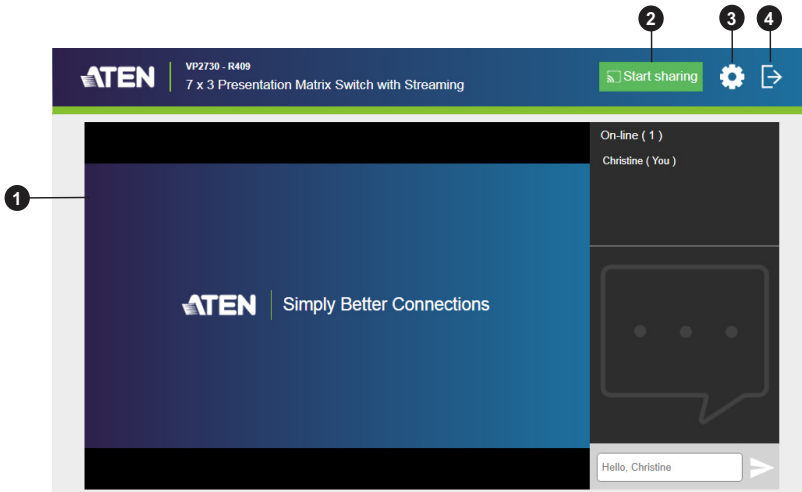 2 3 4
ATEN
VP2730 - R409
7 x 3 Presentation Matrix Switch with Streaming
Start sharing
1
On-line ( 1 )
Christine ( You )
ATEN Simply Better Connections
Hello, Christine